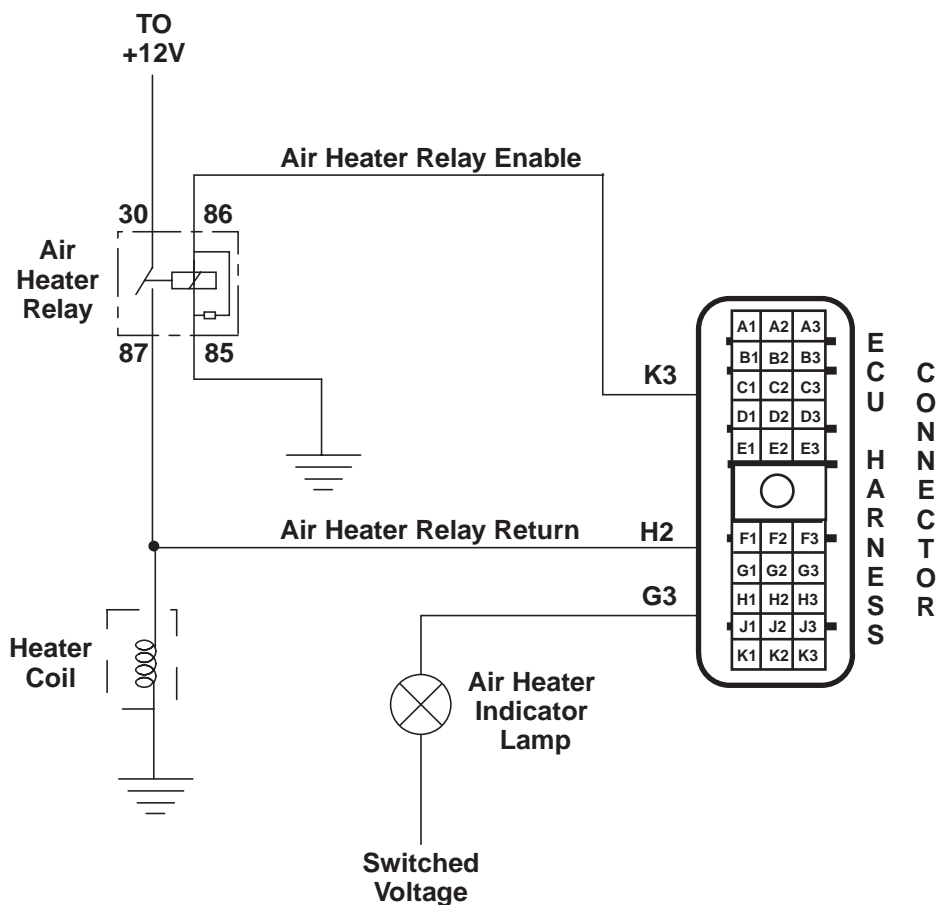 TO
+12V
Air Heater Relay Enable
30
86
Air
Heater
Relay
87
85
K3
A1 A2 A3
B1 B2 B3
C1 C2 C3
D1 D2 D3
E1 E2 E3
F1 F2 F3
G1 G2 G3
H1 H2 H3
J1 J2 J3
K1 K2 K3
ECU HARNESS
CONNECTOR
Air Heater Relay Return
H2
G3
Heater
Coil
Air Heater
Indicator
Lamp
Switched
Voltage